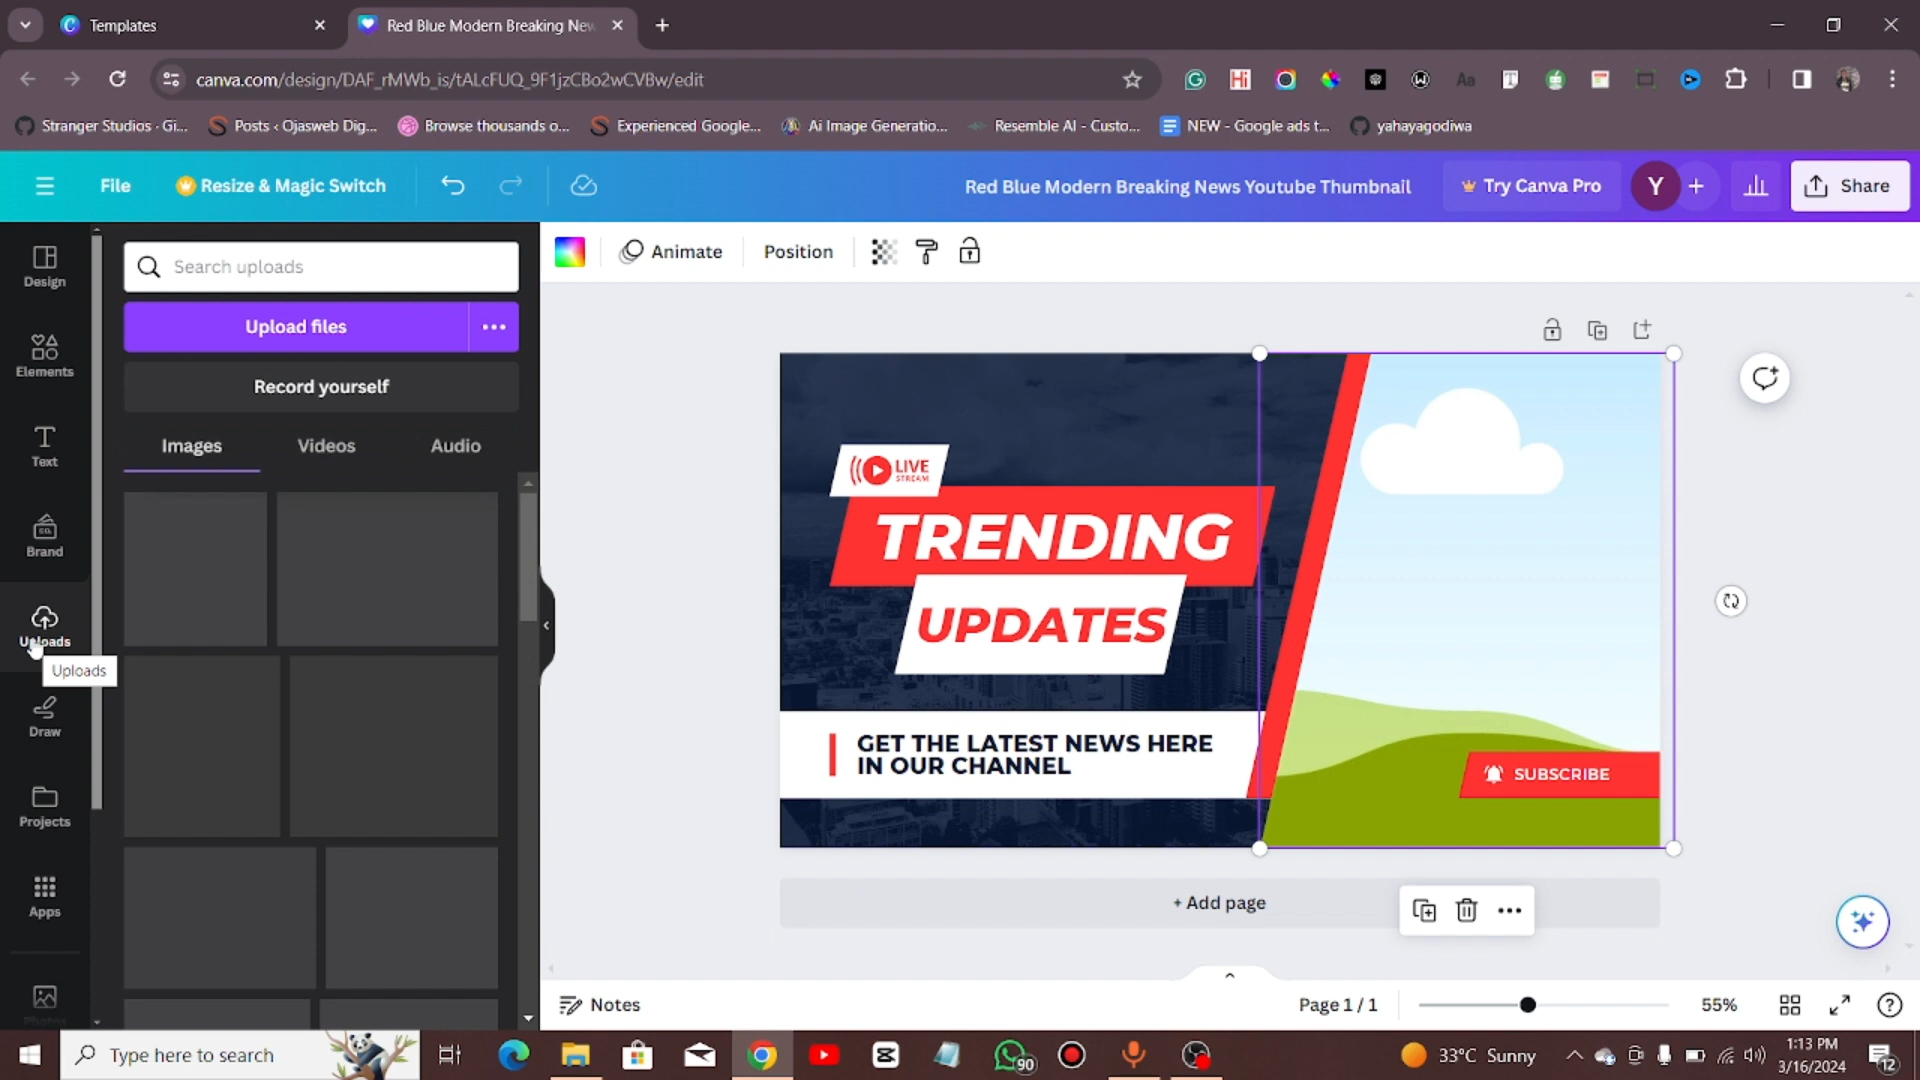 Templates
Red Blue Modern Breaking New
canva.com/design/DAF_rMWb_is/tALcFUQ_9F1jzCBo2wCVBw/edit
Stranger Studios · Gi...
Posts ‹ Ojasweb Dig...
Browse thousands o...
Experienced Google...
Ai Image Generatio...
Resemble AI - Custo...
NEW - Google ads t...
yahayagodiwa
File
Resize & Magic Switch
Red Blue Modern Breaking News Youtube Thumbnail
Try Canva Pro
Y
Share
Design
Elements
Text
Brand
Uploads
Uploads
Draw
Projects
Apps
Photos
Search uploads
Upload files
Record yourself
Images
Videos
Audio
Animate
Position
LIVE
STREAM
TRENDING
UPDATES
GET THE LATEST NEWS HERE
IN OUR CHANNEL
SUBSCRIBE
+ Add page
Notes
Page 1 / 1
55%
Type here to search
90
33°C Sunny
1:13 PM
3/16/2024
12